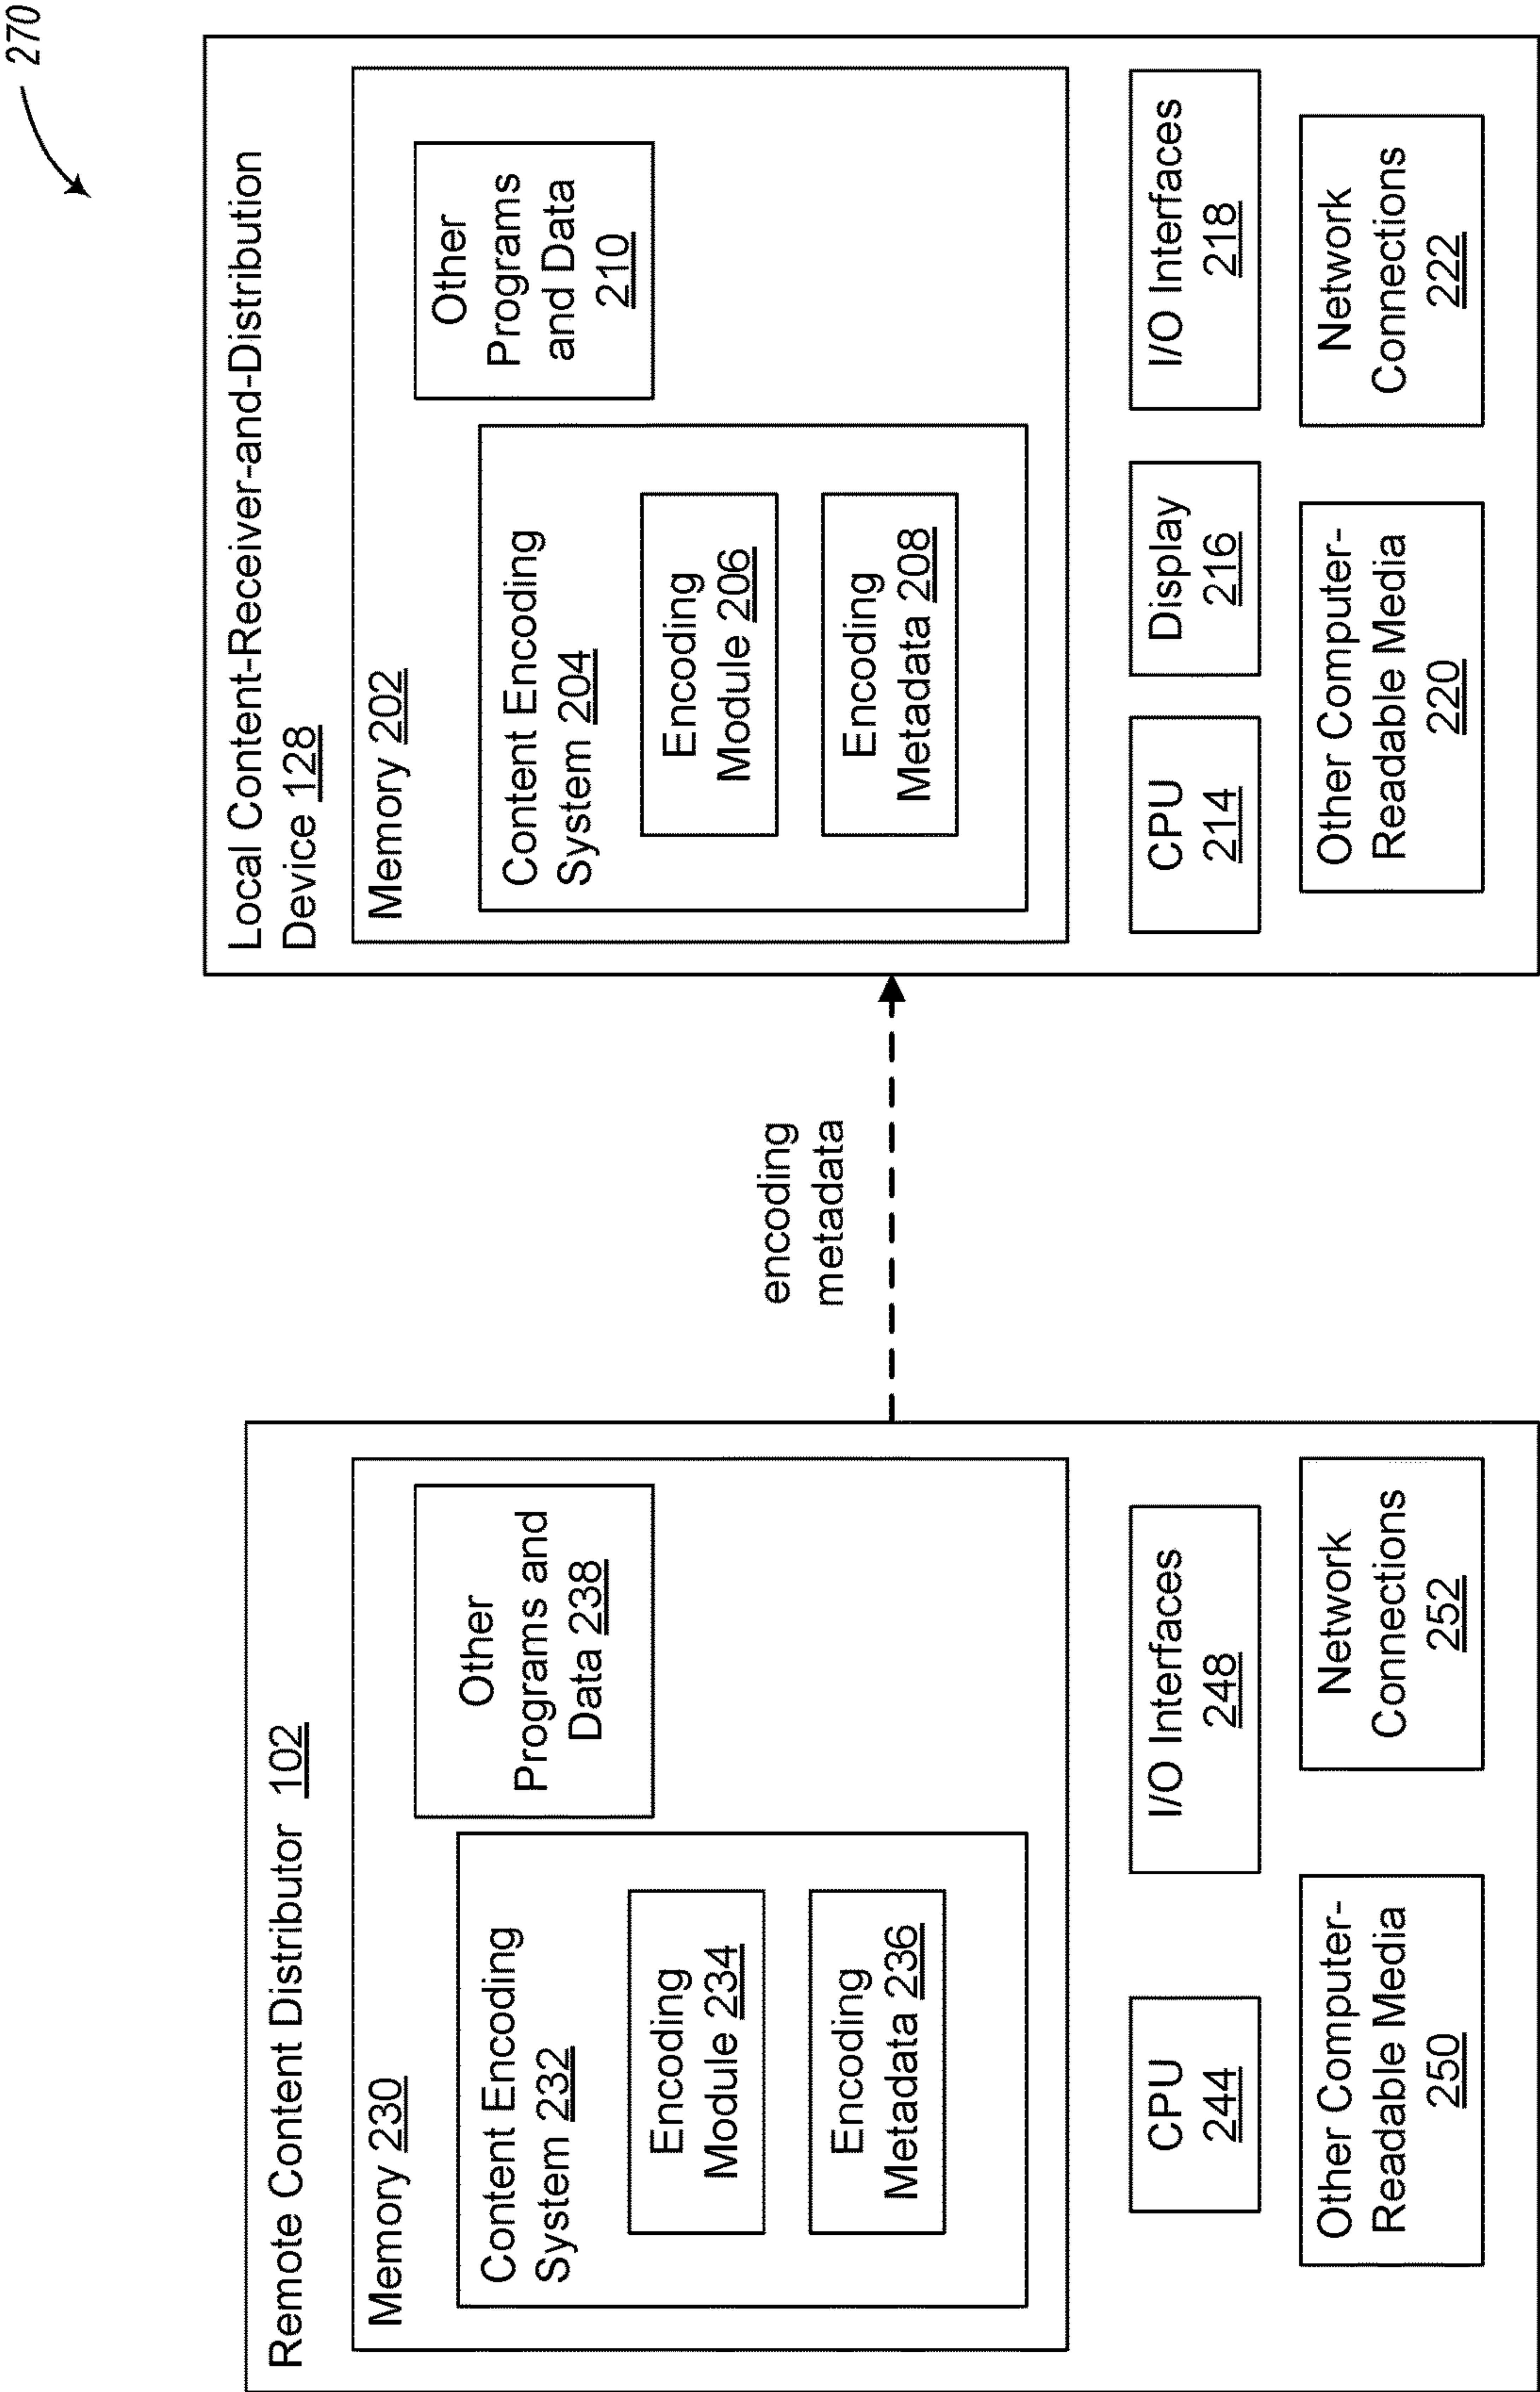 270
Remote Content Distributor 102
Memory 230
Content Encoding
System 232
Encoding
Module 234
Encoding
Metadata 236
Other
Programs and
Data 238
CPU
244
I/O Interfaces
248
Other Computer-
Readable Media
250
Network
Connections
252
encoding
metadata
Local Content-Receiver-and-Distribution
Device 128
Memory 202
Content Encoding
System 204
Encoding
Module 206
Encoding
Metadata 208
Other
Programs
and Data
210
CPU
214
Display
216
I/O Interfaces
218
Other Computer-
Readable Media
220
Network
Connections
222